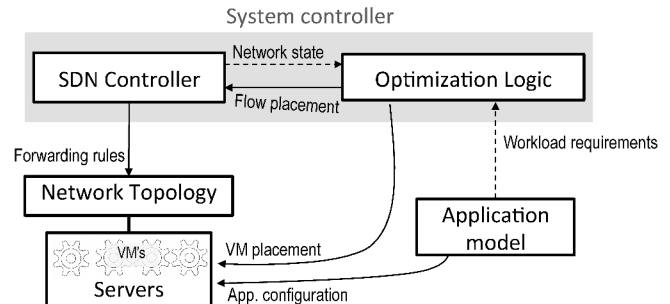 System controller
Network state
SDN Controller
Optimization Logic
Flow placement
Forwarding rules
Workload requirements
Network Topology
Application
model
VM's
VM placement
Servers
App. configuration